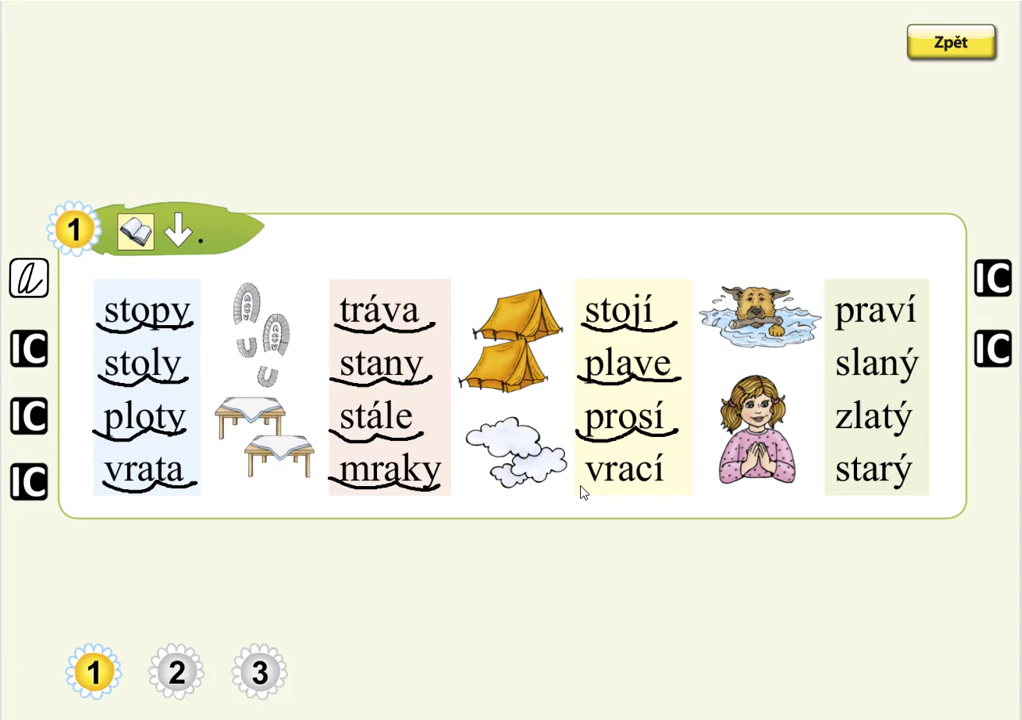 Zpět
1 .
a
IC
IC
IC
IC
IC
stopy
stoly
ploty
vrata
tráva
stany
stále
mraky
stojí
plave
prosí
vrací
praví
slaný
zlatý
starý
1 2 3